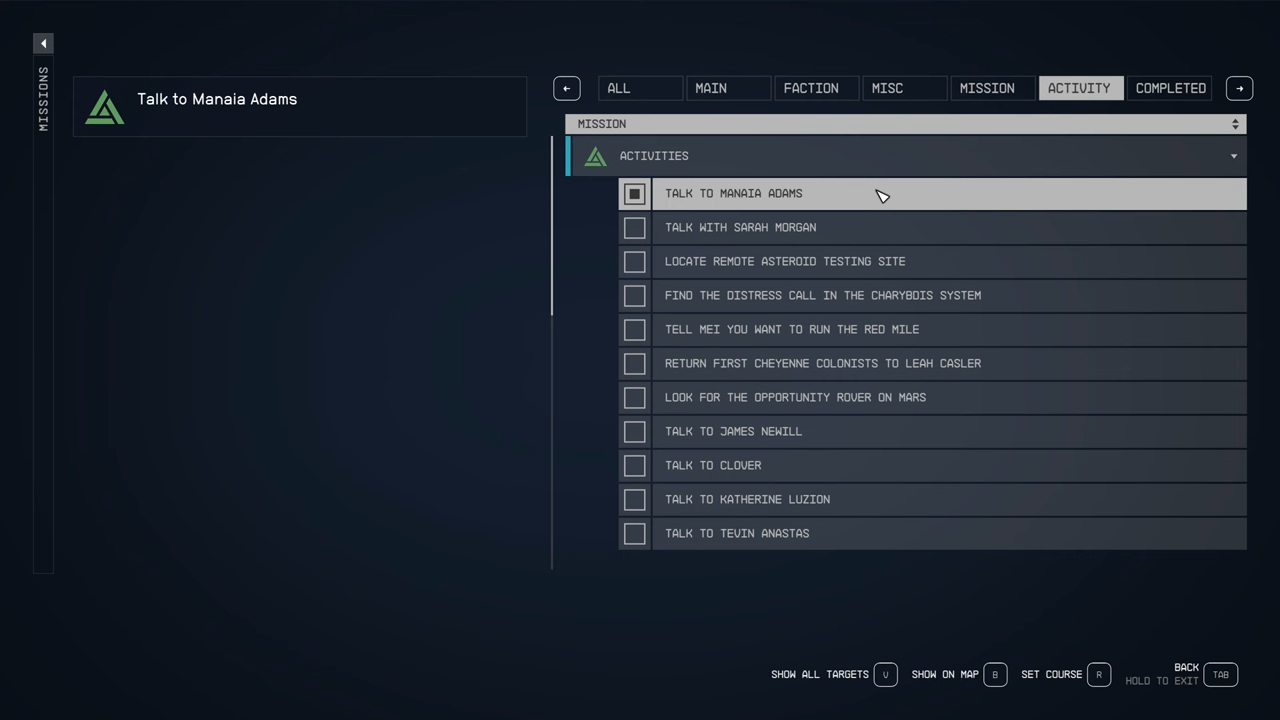 MISSIONS
Talk to Manaia Adams
ALL
MAIN
FACTION
MISC
MISSION
ACTIVITY
COMPLETED
MISSION
ACTIVITIES
TALK TO MANAIA ADAMS
TALK WITH SARAH MORGAN
LOCATE REMOTE ASTEROID TESTING SITE
FIND THE DISTRESS CALL IN THE CHARYBDIS SYSTEM
TELL MEI YOU WANT TO RUN THE RED MILE
RETURN FIRST CHEYENNE COLONISTS TO LEAH CASLER
LOOK FOR THE OPPORTUNITY ROVER ON MARS
TALK TO JAMES NEWILL
TALK TO CLOVER
TALK TO KATHERINE LUZION
TALK TO TEVIN ANASTAS
SHOW ALL TARGETS V
SHOW ON MAP B
SET COURSE R
BACK
HOLD TO EXIT
TAB